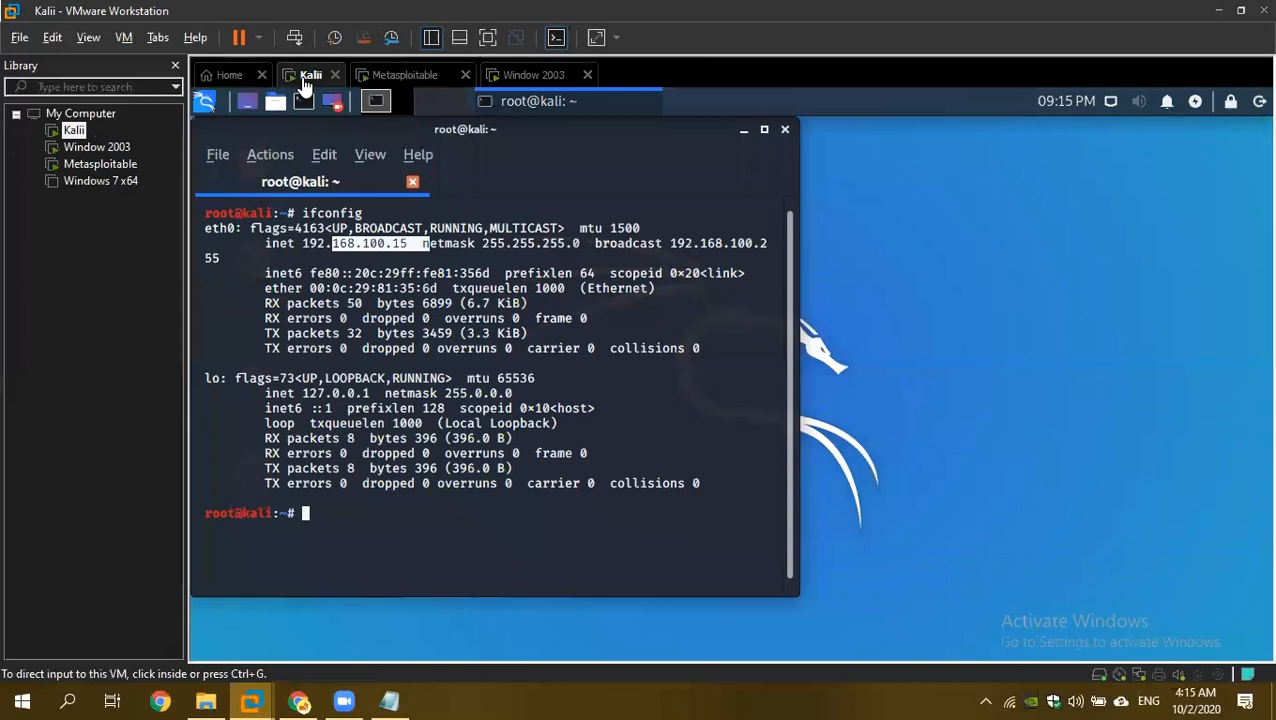 Kalii - VMware Workstation
File Edit View VM Tabs Help
Library
Type here to search
My Computer
Kalii
Window 2003
Metasploitable
Windows 7 x64
Home Kalii Metasploitable Window 2003
root@kali: ~ 09:15 PM
root@kali: ~
File Actions Edit View Help
root@kali: ~
root@kali:~# ifconfig
eth0: flags=4163<UP,BROADCAST,RUNNING,MULTICAST> mtu 1500
inet 192.168.100.15 netmask 255.255.255.0 broadcast 192.168.100.2
55
inet6 fe80::20c:29ff:fe81:356d prefixlen 64 scopeid 0×20<link>
ether 00:0c:29:81:35:6d txqueuelen 1000 (Ethernet)
RX packets 50 bytes 6899 (6.7 KiB)
RX errors 0 dropped 0 overruns 0 frame 0
TX packets 32 bytes 3459 (3.3 KiB)
TX errors 0 dropped 0 overruns 0 carrier 0 collisions 0
lo: flags=73<UP,LOOPBACK,RUNNING> mtu 65536
inet 127.0.0.1 netmask 255.0.0.0
inet6 ::1 prefixlen 128 scopeid 0×10<host>
loop txqueuelen 1000 (Local Loopback)
RX packets 8 bytes 396 (396.0 B)
RX errors 0 dropped 0 overruns 0 frame 0
TX packets 8 bytes 396 (396.0 B)
TX errors 0 dropped 0 overruns 0 carrier 0 collisions 0
root@kali:~#
Activate Windows
Go to Settings to activate Windows.
To direct input to this VM, click inside or press Ctrl+G.
ENG 4:15 AM
10/2/2020